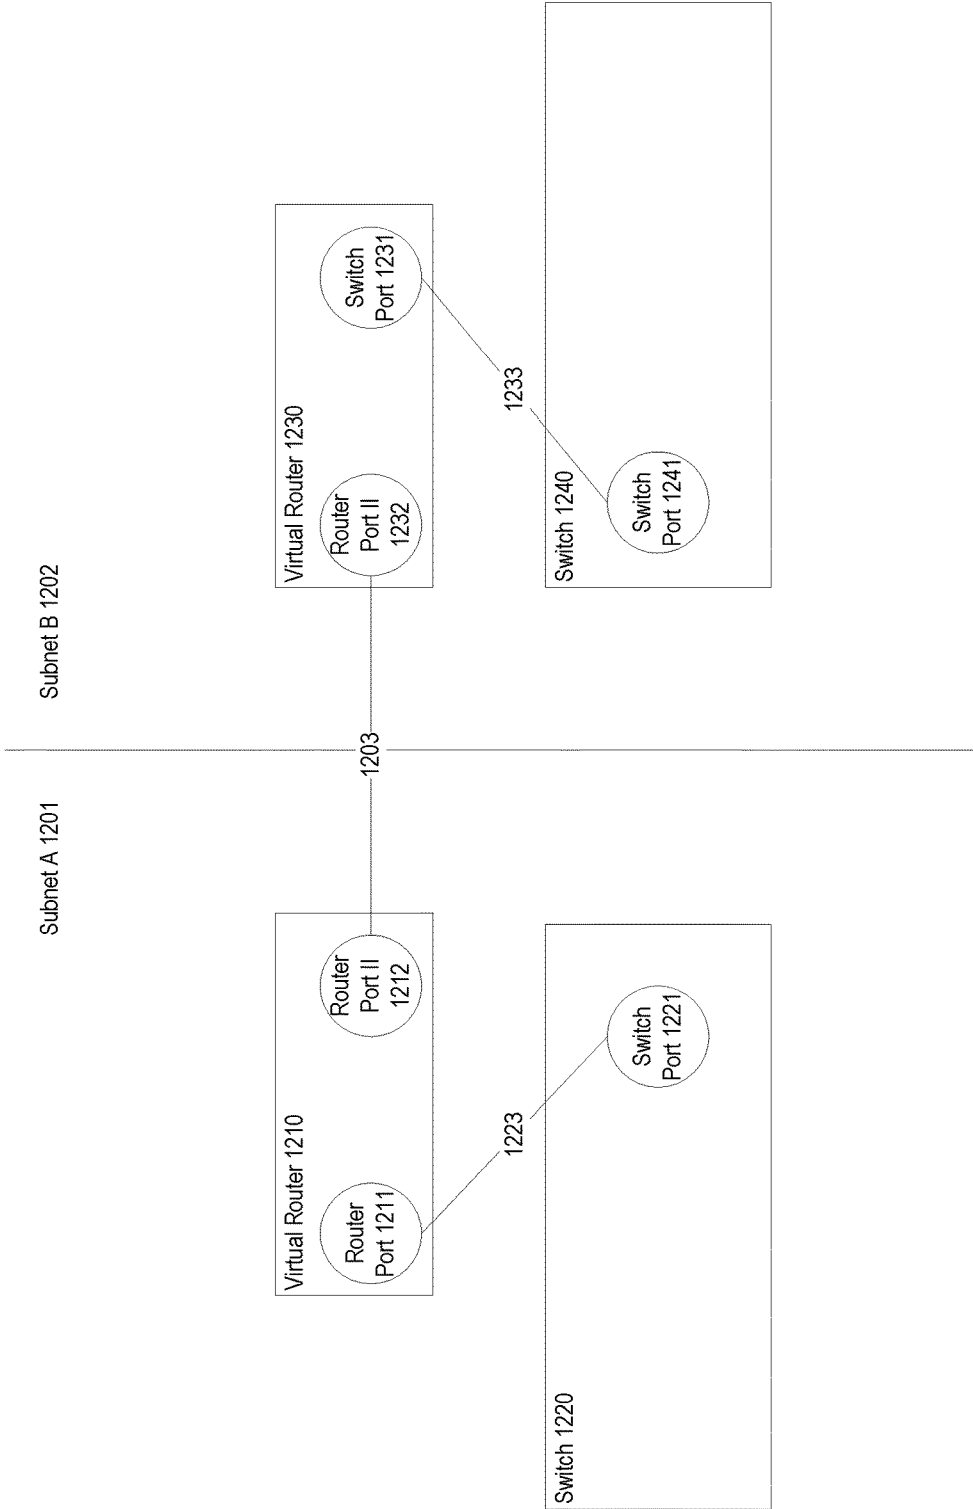 Subnet A 1201
Subnet B 1202
Virtual Router 1210
Router
Port 1211
Router
Port II
1212
1203
Virtual Router 1230
Router
Port II
1232
Switch
Port 1231
1223
1233
Switch 1220
Switch
Port 1221
Switch 1240
Switch
Port 1241